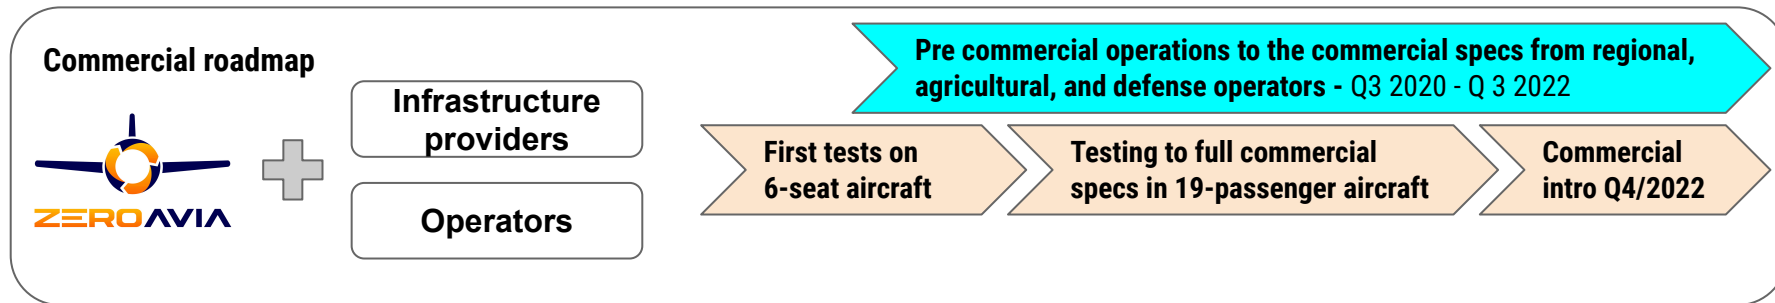 Commercial roadmap
ZEROAVIA
Infrastructure
providers
Operators
Pre commercial operations to the commercial specs from regional,
agricultural, and defense operators - Q3 2020 - Q 3 2022
First tests on
6-seat aircraft
Testing to full commercial
specs in 19-passenger aircraft
Commercial
intro Q4/2022